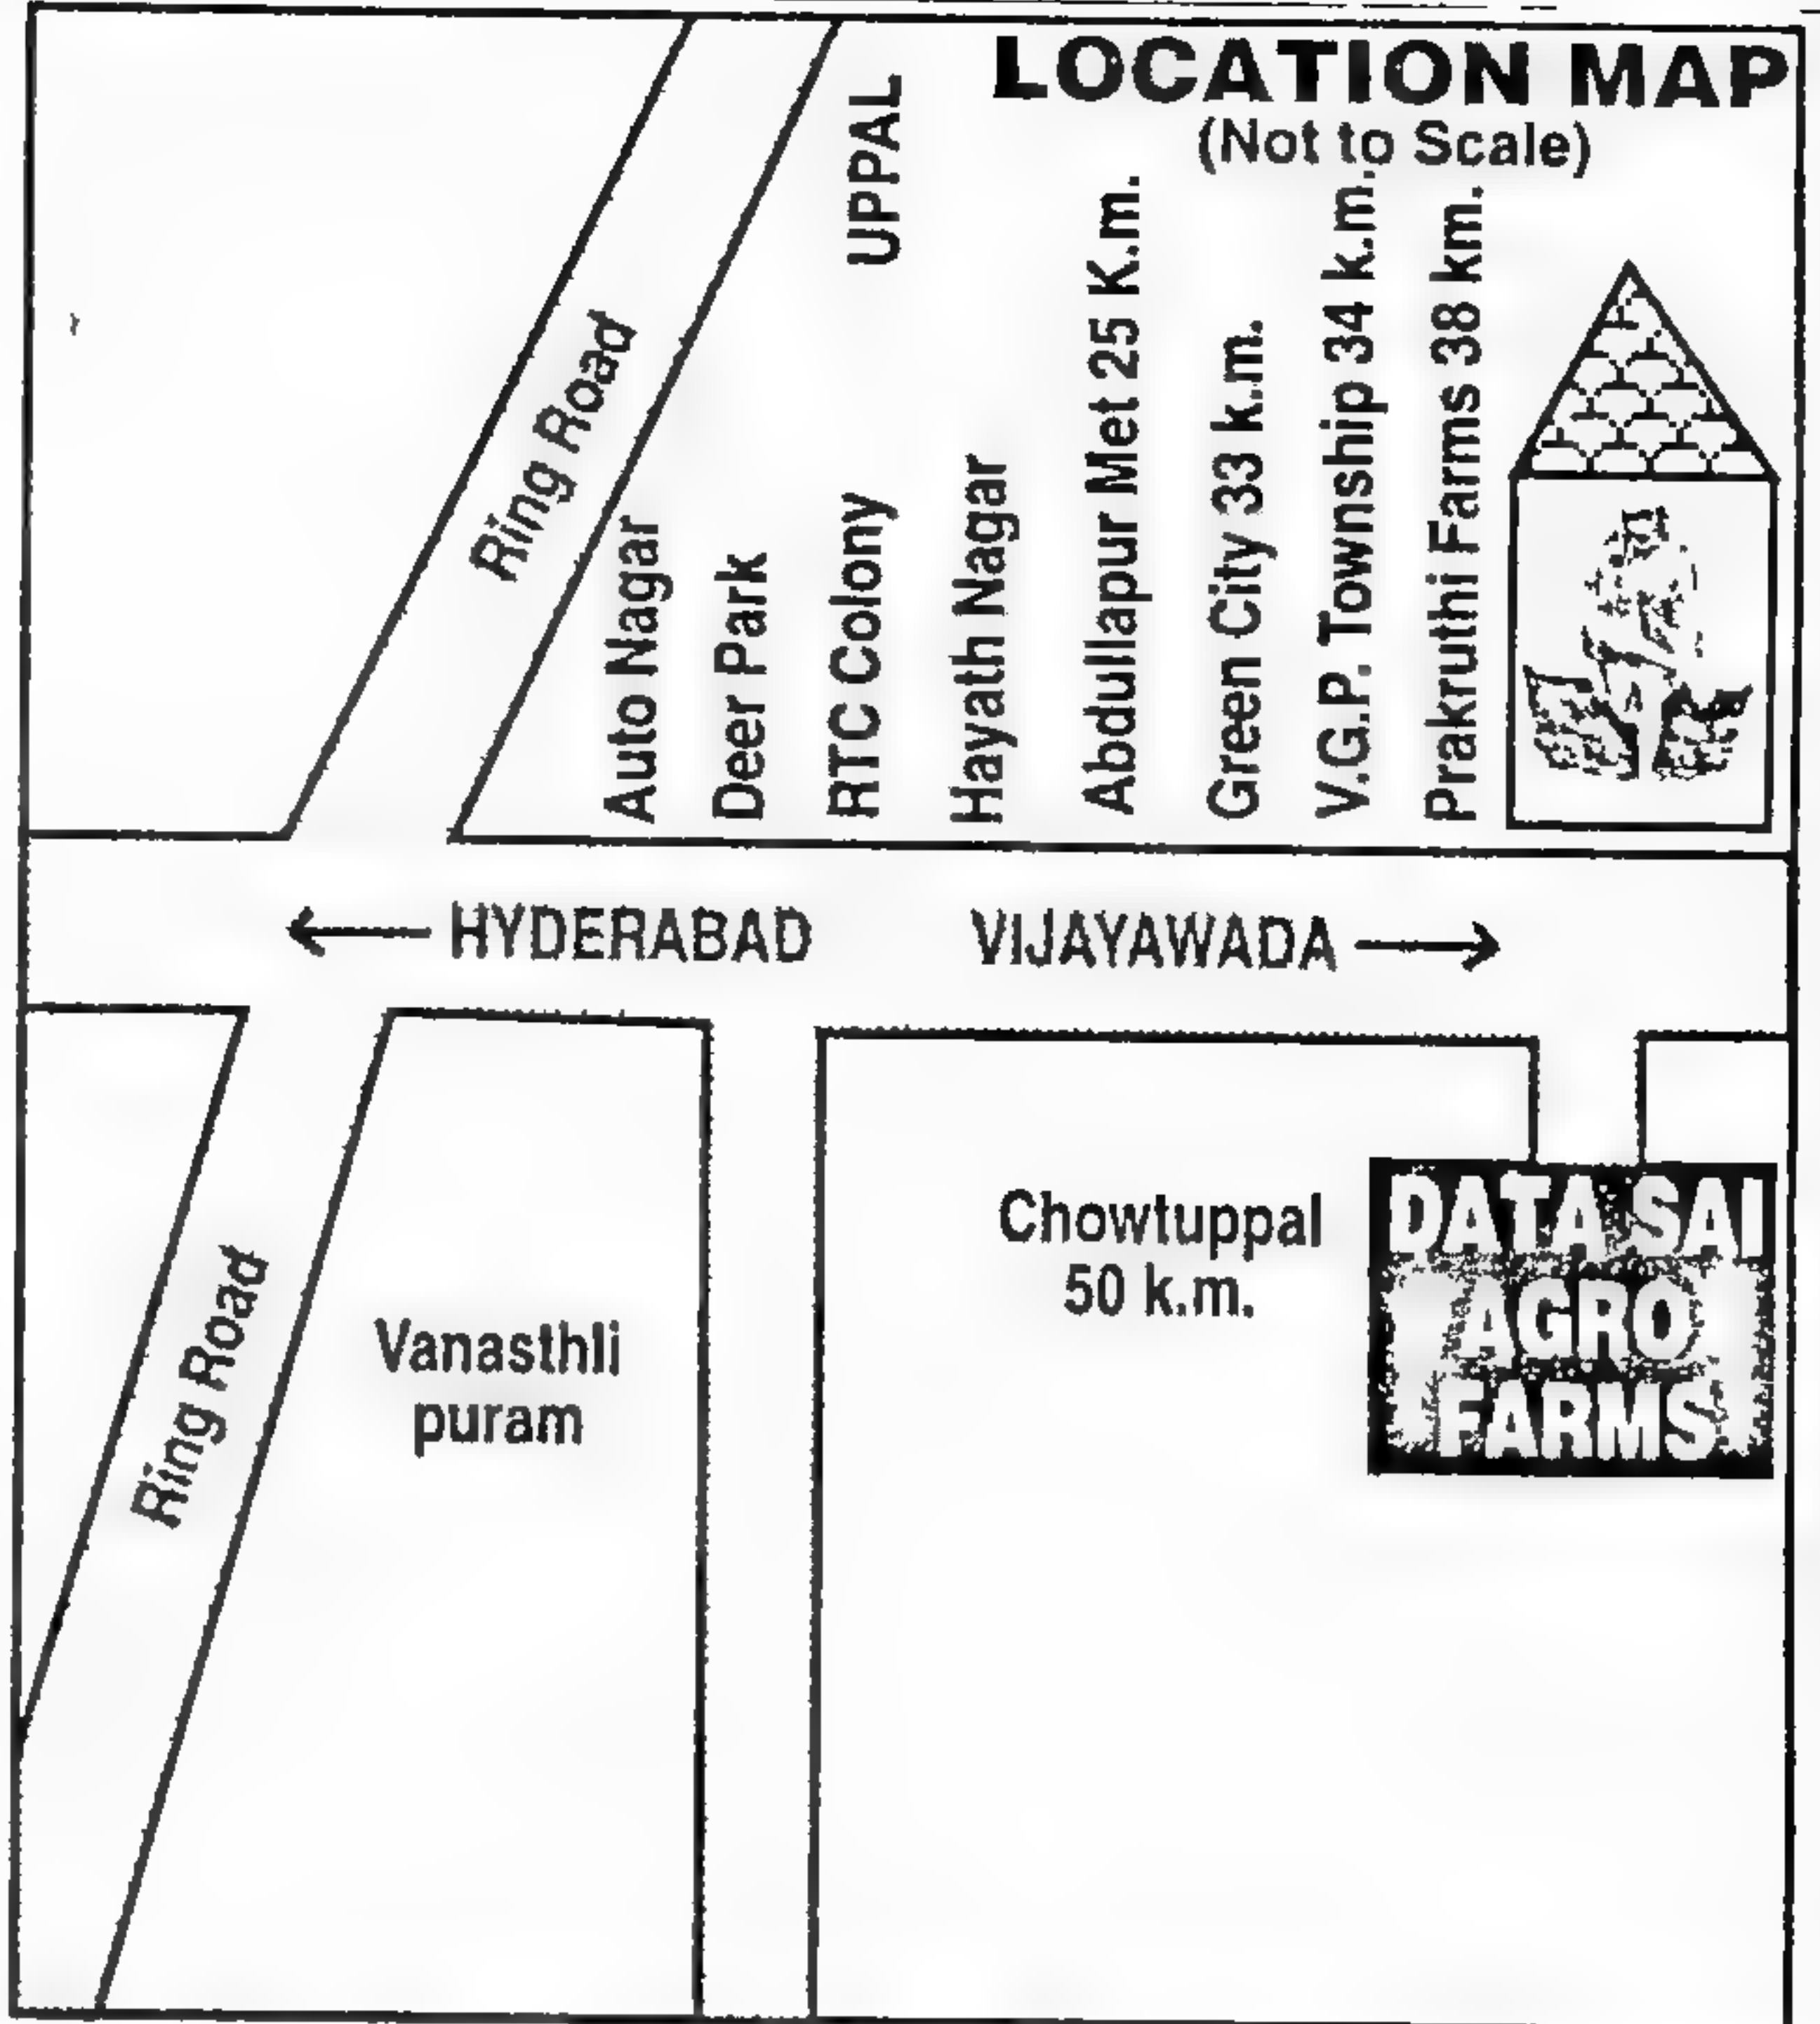 LOCATION MAP
(Not to Scale)
UPPAL
Ring Road
Auto Nagar
Deer Park
RTC Colony
Hayath Nagar
Abdullapur Met 25 K.m.
Green City 33 k.m.
V.G.P. Township 34 k.m.
Prakruthi Farms 38 km.
← HYDERABAD
VIJAYAWADA →
Ring Road
Vanasthli
puram
Chowtuppal
50 k.m.
DATA SAI
AGRO
FARMS